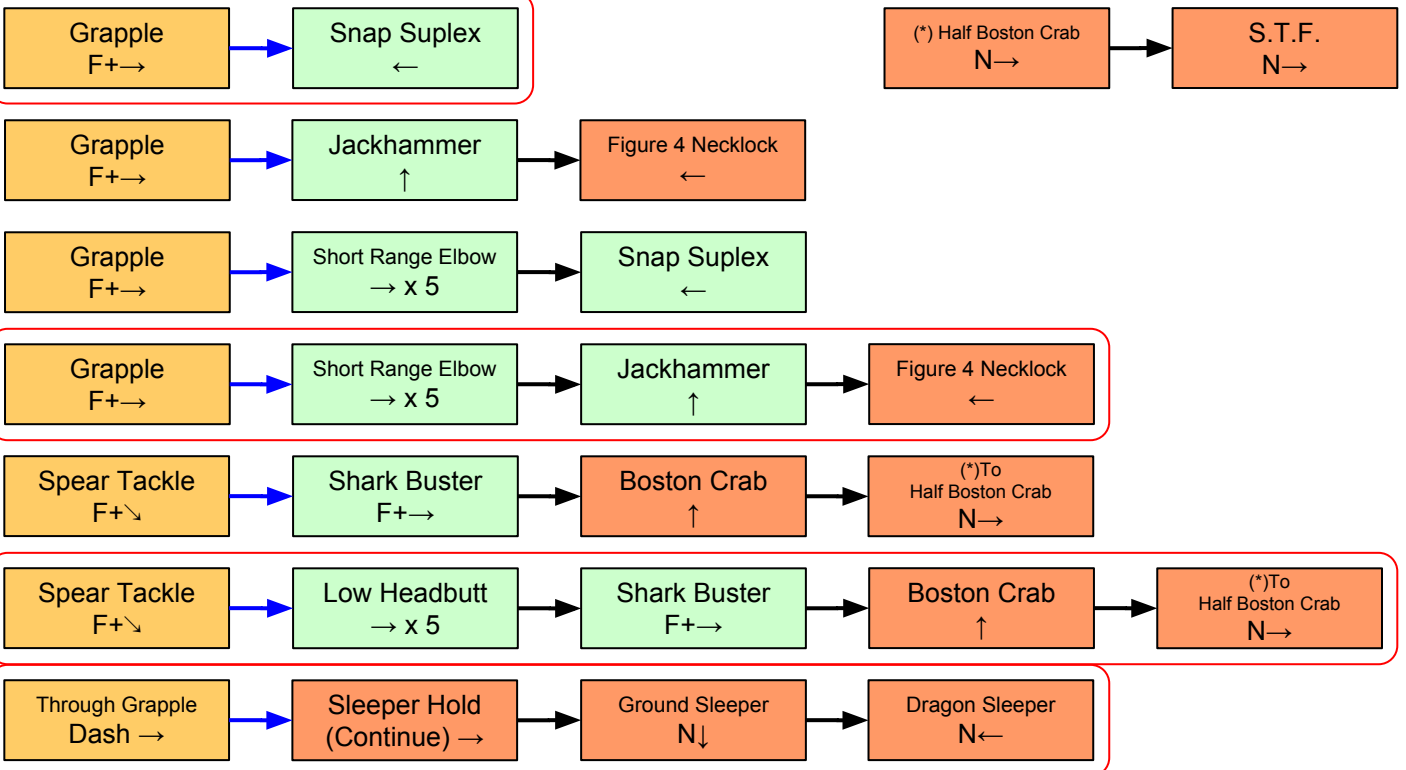 Grapple
F+→
Snap Suplex
←
(*) Half Boston Crab
N→
S.T.F.
N→
Grapple
F+→
Jackhammer
↑
Figure 4 Necklock
←
Grapple
F+→
Short Range Elbow
→ x 5
Snap Suplex
←
Grapple
F+→
Short Range Elbow
→ x 5
Jackhammer
↑
Figure 4 Necklock
←
Spear Tackle
F+↘
Shark Buster
F+→
Boston Crab
↑
(*)To
Half Boston Crab
N→
Spear Tackle
F+↘
Low Headbutt
→ x 5
Shark Buster
F+→
Boston Crab
↑
(*)To
Half Boston Crab
N→
Through Grapple
Dash →
Sleeper Hold
(Continue) →
Ground Sleeper
N↓
Dragon Sleeper
N←